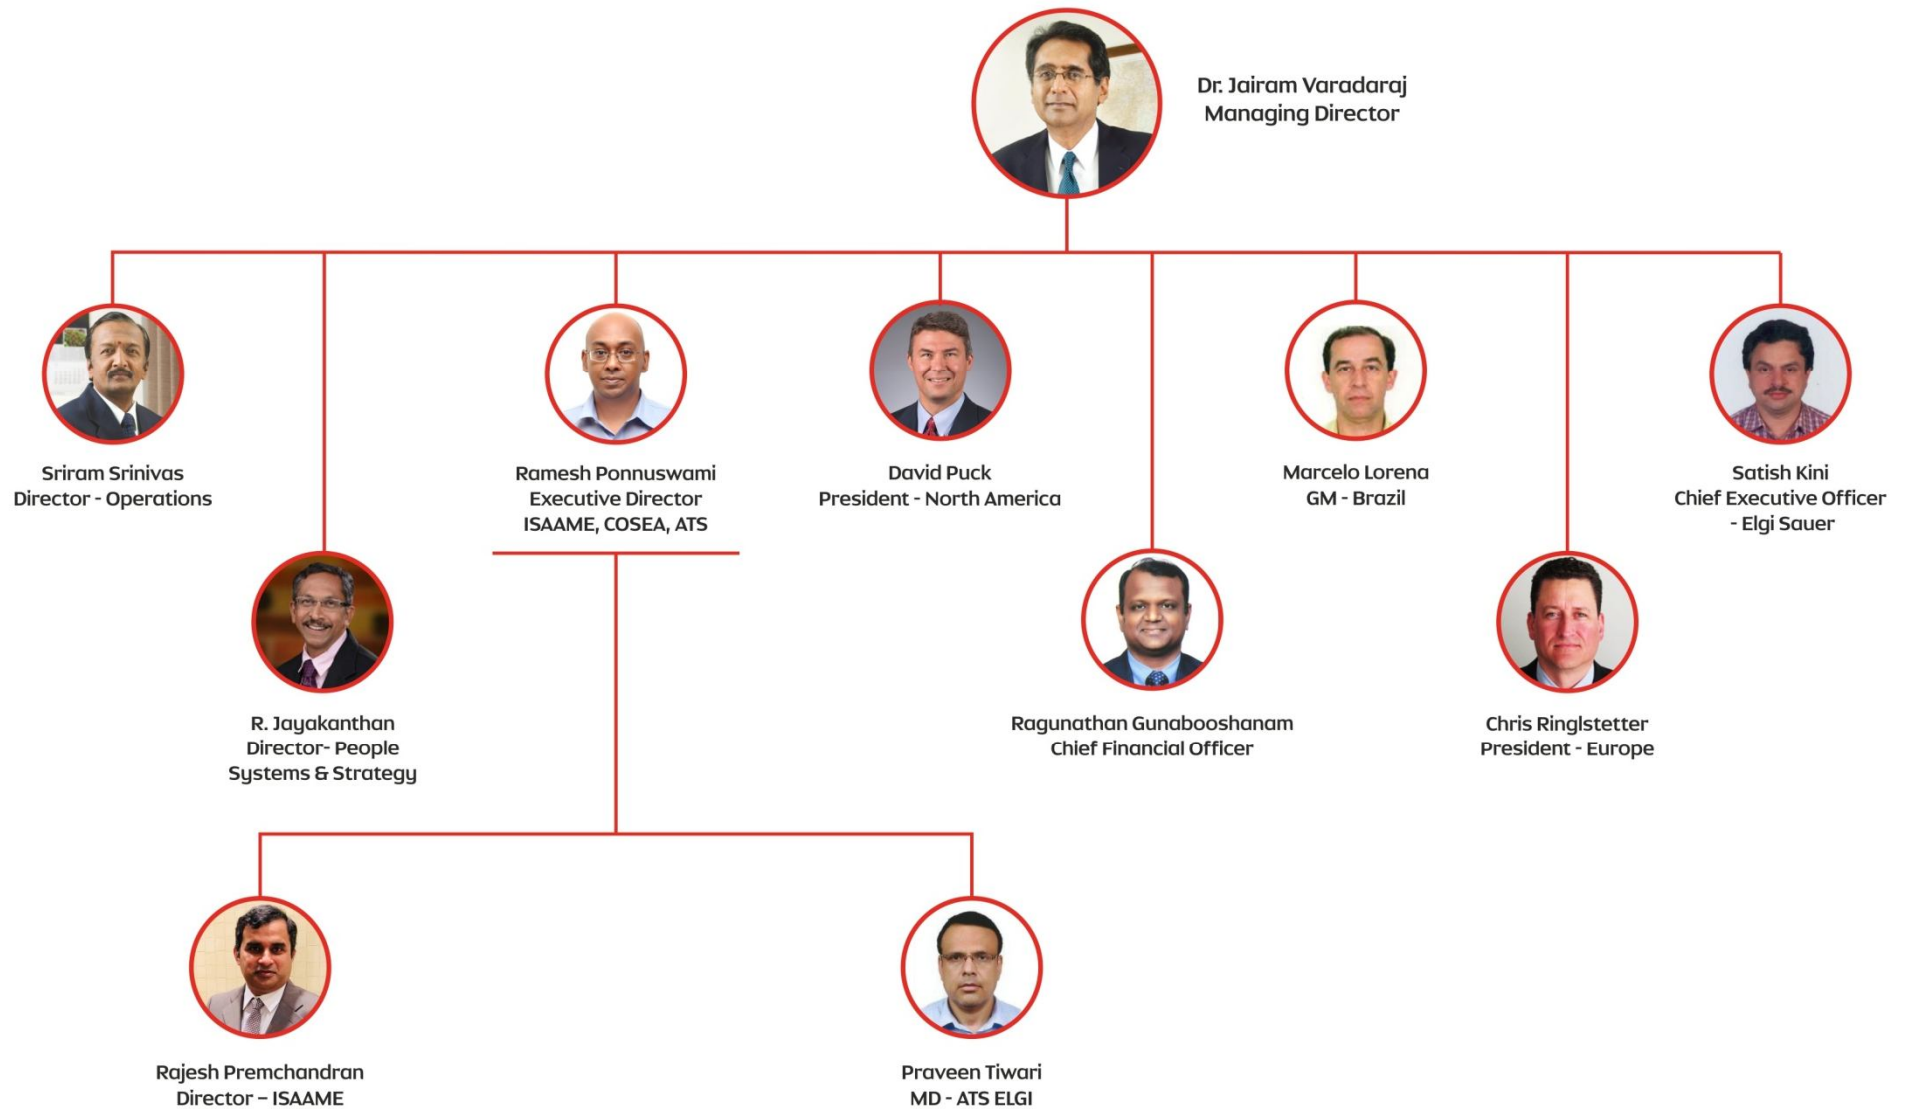 Dr. Jairam Varadaraj
Managing Director
Sriram Srinivas
Director - Operations
Ramesh Ponnuswami
Executive Director
ISAAME, COSEA, ATS
David Puck
President - North America
Marcelo Lorena
GM - Brazil
Satish Kini
Chief Executive Officer
- Elgi Sauer
R. Jayakanthan
Director- People
Systems & Strategy
Ragunathan Gunabooshanam
Chief Financial Officer
Chris Ringlstetter
President - Europe
Rajesh Premchandran
Director – ISAAME
Praveen Tiwari
MD - ATS ELGI